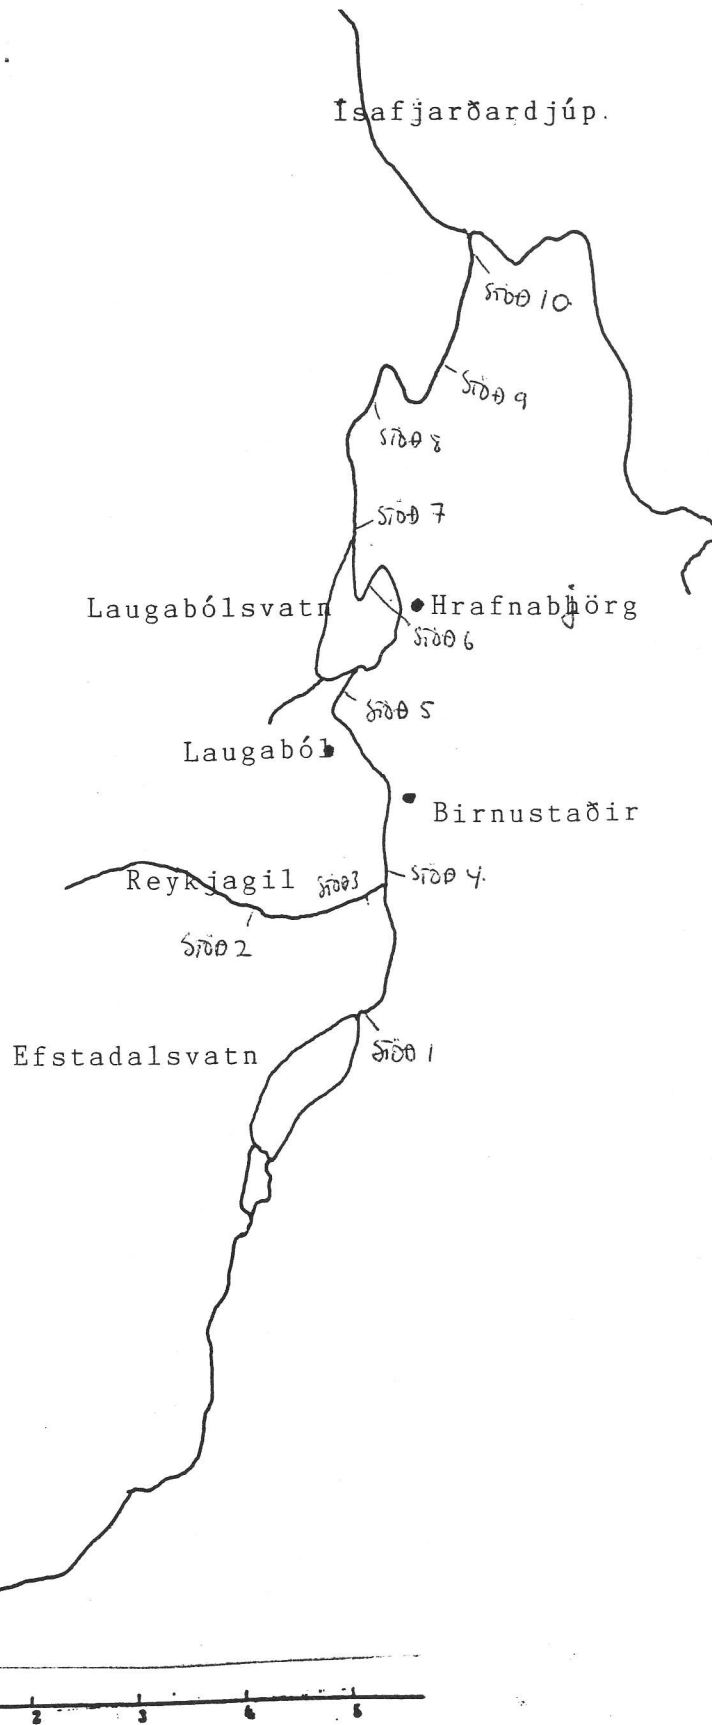 Ísafjarðardjúp.
STÖÐ 10
STÖÐ 9
STÖÐ 8
STÖÐ 7
Laugabólsvatn
Hrafnabjörg
STÖÐ 6
STÖÐ 5
Laugaból
Birnustaðir
Reykjagil
STÖÐ 3
STÖÐ 4.
STÖÐ 2
Efstadalsvatn
STÖÐ 1
2 3 4 5